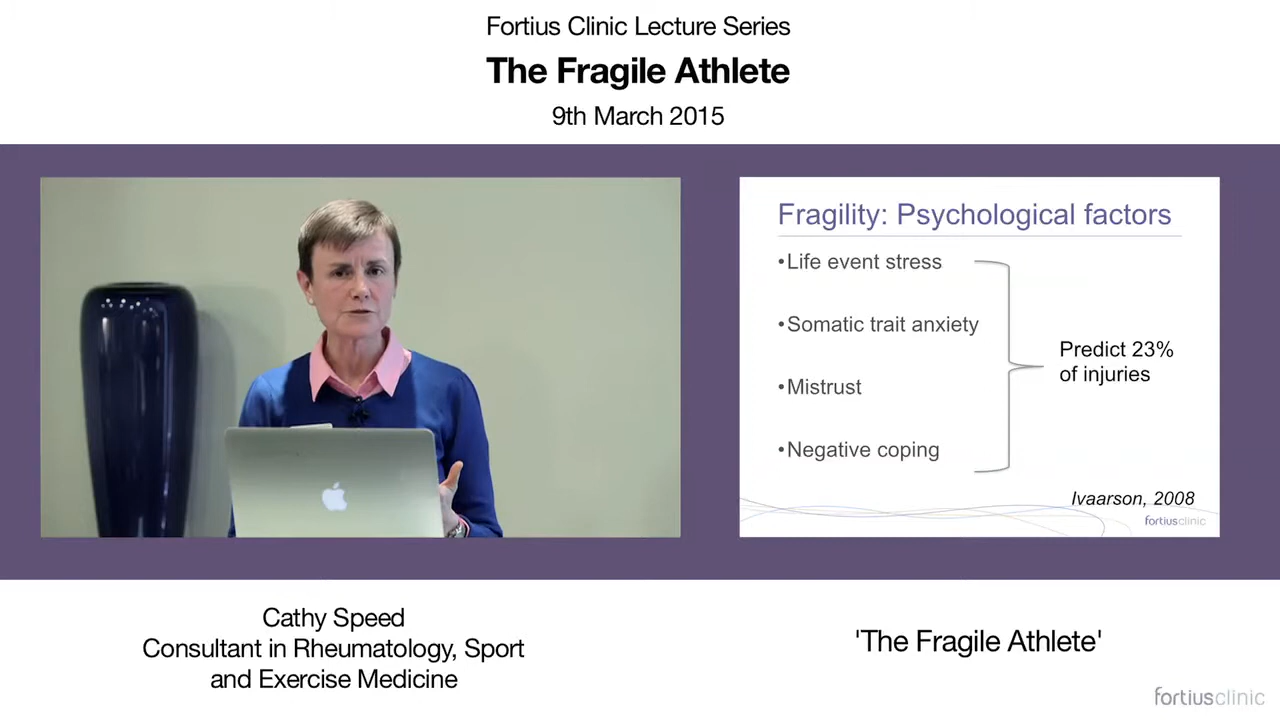 Fortius Clinic Lecture Series
The Fragile Athlete
9th March 2015
Fragility: Psychological factors
•Life event stress
•Somatic trait anxiety
•Mistrust
•Negative coping
Predict 23%
of injuries
Ivaarson, 2008
fortiusclinic
Cathy Speed
Consultant in Rheumatology, Sport
and Exercise Medicine
'The Fragile Athlete'
fortiusclinic